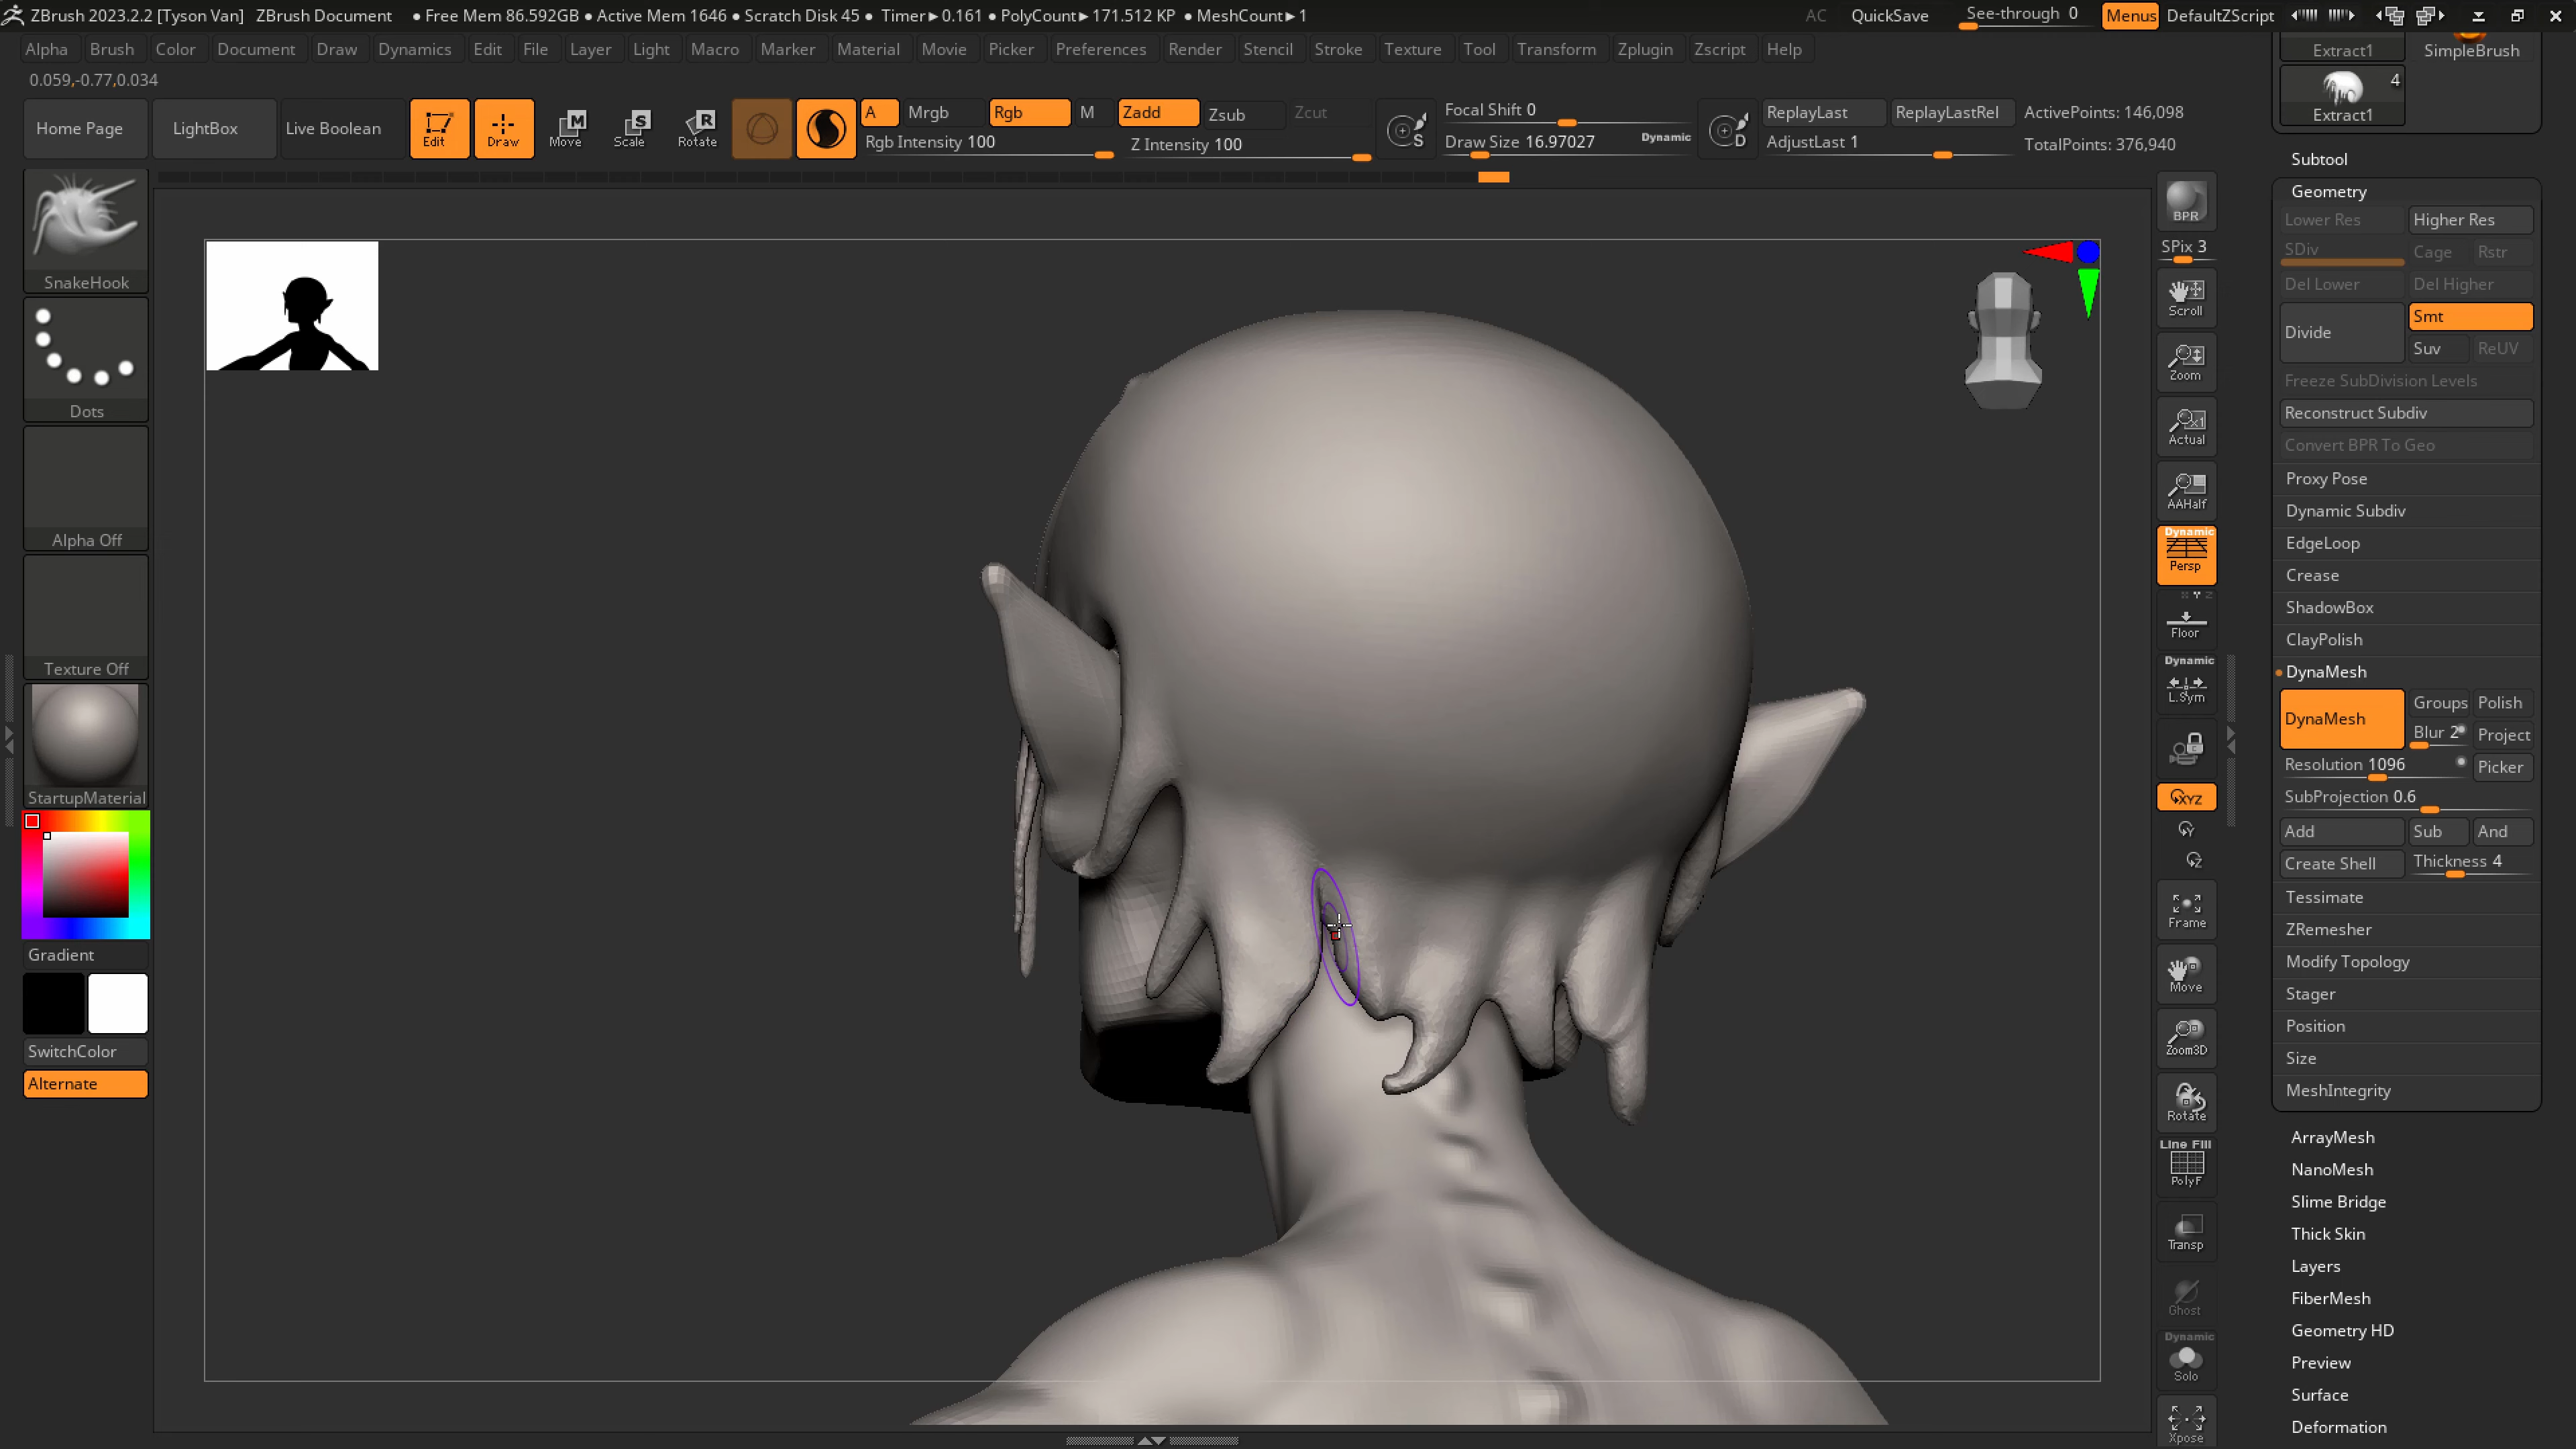 ZBrush 2023.2.2 [Tyson Van] ZBrush Document ● Free Mem 86.592GB ● Active Mem 1646 ● Scratch Disk 45 ● Timer►0.161 ● PolyCount►171.512 KP ● MeshCount►1 AC QuickSave See-through 0 Menus DefaultZScript
Alpha Brush Color Document Draw Dynamics Edit File Layer Light Macro Marker Material Movie Picker Preferences Render Stencil Stroke Texture Tool Transform Zplugin Zscript Help
0.059,-0.77,0.034
Home Page LightBox Live Boolean Edit Draw Move Scale Rotate A Mrgb Rgb M Zadd Zsub Zcut
Rgb Intensity 100 Z Intensity 100
Focal Shift 0
Draw Size 16.97027 Dynamic
ReplayLast ReplayLastRel ActivePoints: 146,098
AdjustLast 1 TotalPoints: 376,940
SnakeHook
Dots
Alpha Off
Texture Off
StartupMaterial
Gradient
SwitchColor
Alternate
BPR
SPix 3
Scroll
Zoom
Actual
AAHalf
Dynamic
Persp
Floor
Dynamic
L.Sym
XYZ
Y
Z
Frame
Move
Zoom3D
Rotate
Line Fill
PolyF
Transp
Ghost
Dynamic
Solo
Xpose
Extract1 SimpleBrush
4
Extract1
Subtool
Geometry
Lower Res Higher Res
SDiv Cage Rstr
Del Lower Del Higher
Divide Smt
Suv ReUV
Freeze SubDivision Levels
Reconstruct Subdiv
Convert BPR To Geo
Proxy Pose
Dynamic Subdiv
EdgeLoop
Crease
ShadowBox
ClayPolish
DynaMesh
DynaMesh Groups Polish
Blur 2 Project
Resolution 1096 Picker
SubProjection 0.6
Add Sub And
Create Shell Thickness 4
Tessimate
ZRemesher
Modify Topology
Stager
Position
Size
MeshIntegrity
ArrayMesh
NanoMesh
Slime Bridge
Thick Skin
Layers
FiberMesh
Geometry HD
Preview
Surface
Deformation